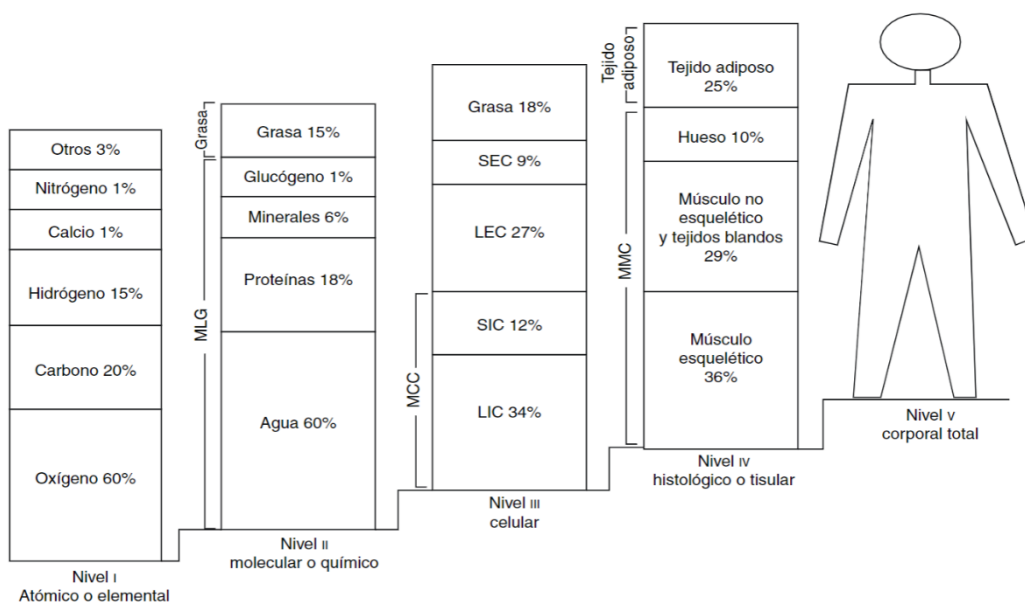 Otros 3%
Nitrógeno 1%
Calcio 1%
Hidrógeno 15%
Carbono 20%
Oxígeno 60%
Nivel I
Atómico o elemental
Grasa
MLG
Grasa 15%
Glucógeno 1%
Minerales 6%
Proteínas 18%
Agua 60%
Nivel II
molecular o químico
MCC
Grasa 18%
SEC 9%
LEC 27%
SIC 12%
LIC 34%
Nivel III
celular
Tejido
adiposo
MMC
Tejido adiposo
25%
Hueso 10%
Músculo no
esquelético
y tejidos blandos
29%
Músculo
esquelético
36%
Nivel IV
histológico o tisular
Nivel V
corporal total